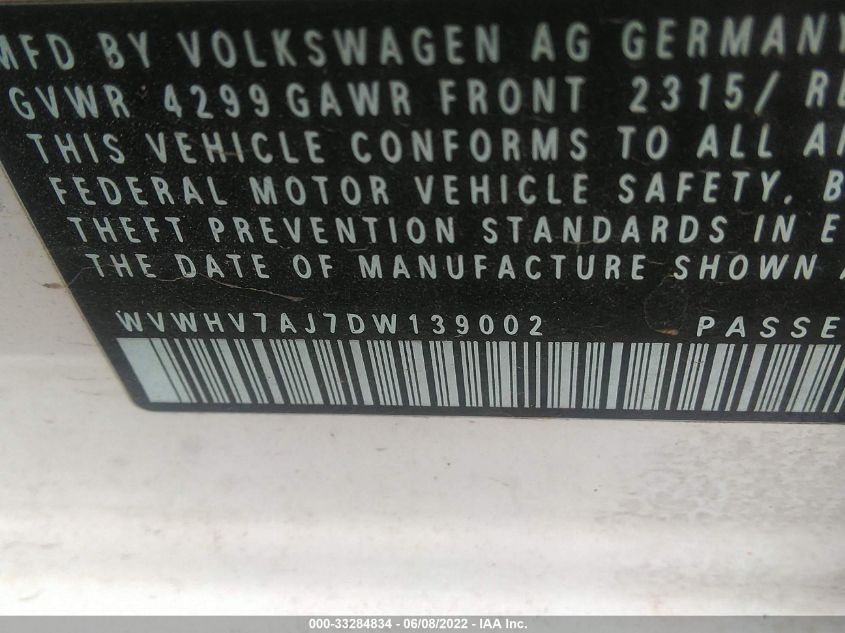 MFD BY VOLKSWAGEN AG GERMANY
GVWR 4299 GAWR FRONT 2315/
THIS VEHICLE CONFORMS TO ALL
FEDERAL MOTOR VEHICLE SAFETY,
THEFT PREVENTION STANDARDS IN
THE DATE OF MANUFACTURE SHOWN
WVWHV7AJ7DW139002 PASSE
000-33284834 - 06/08/2022 - IAA Inc.